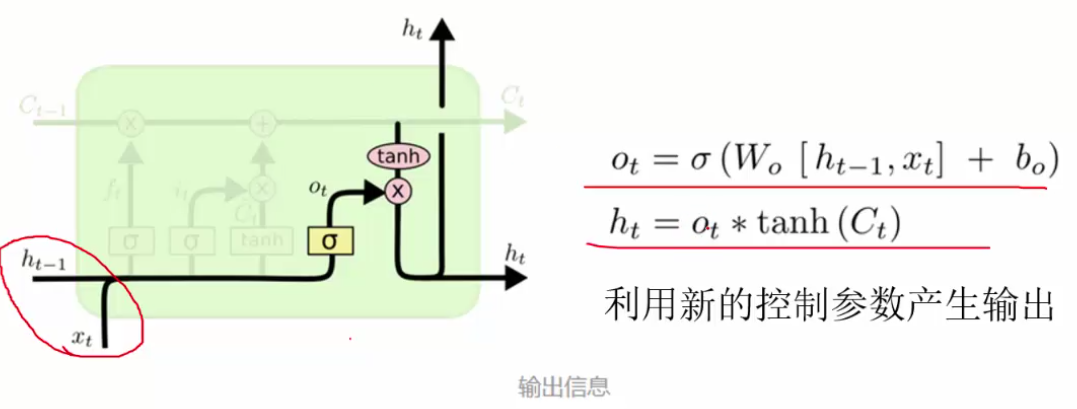 h_t
C_{t-1}
C_t
tanh
o_t
f_t
i_t
C̃_t
σ
σ
tanh
σ
h_{t-1}
h_t
x_t
o_t = σ (W_o [h_{t-1}, x_t] + b_o)
h_t = o_t * tanh (C_t)
利用新的控制参数产生输出
输出信息